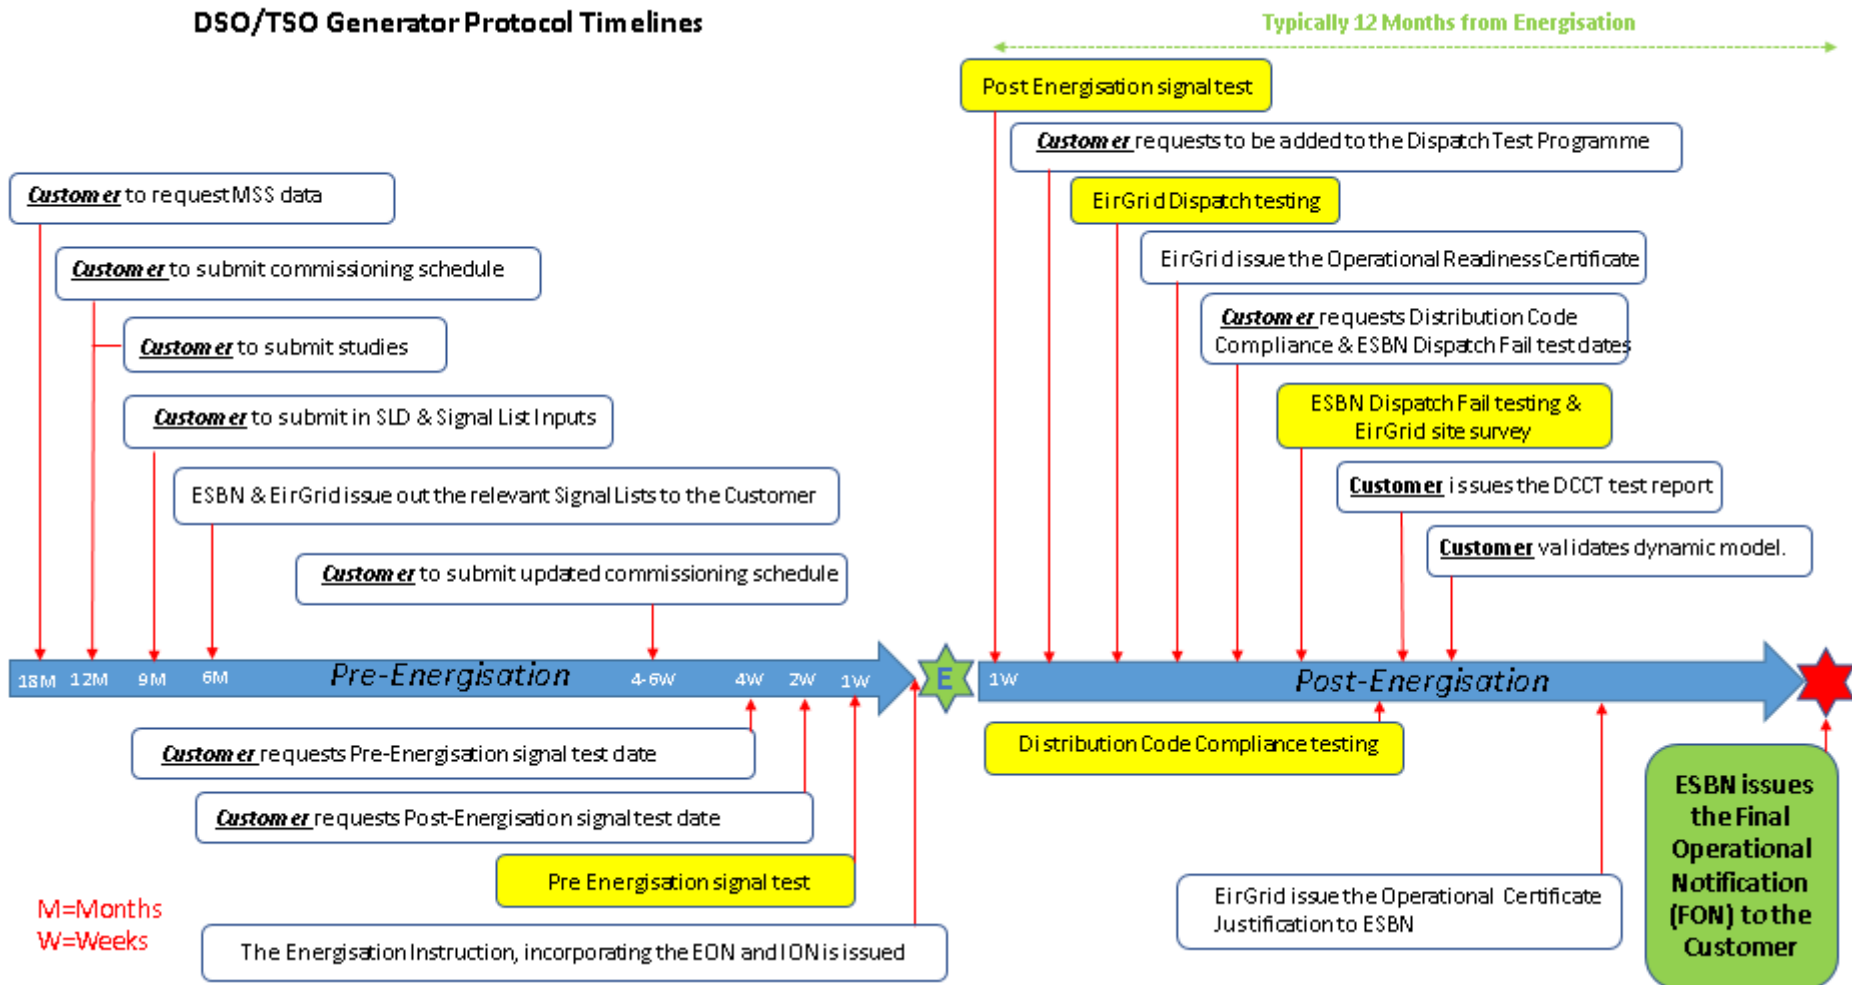 DSO/TSO Generator Protocol Timelines
Typically 12 Months from Energisation
Post Energisation signal test
Customer requests to be added to the Dispatch Test Programme
Customer to request MSS data
EirGrid Dispatch testing
Customer to submit commissioning schedule
EirGrid issue the Operational Readiness Certificate
Customer requests Distribution Code
Compliance & ESBN Dispatch Fail test dates
Customer to submit studies
Customer to submit in SLD & Signal List Inputs
ESBN Dispatch Fail testing &
EirGrid site survey
ESBN & EirGrid issue out the relevant Signal Lists to the Customer
Customer issues the DCCT test report
Customer validates dynamic model.
Customer to submit updated commissioning schedule
18M 12M 9M 6M Pre-Energisation 4-6W 4W 2W 1W E 1W Post-Energisation
Customer requests Pre-Energisation signal test date
Distribution Code Compliance testing
Customer requests Post-Energisation signal test date
Pre Energisation signal test
ESBN issues
the Final
Operational
Notification
(FON) to the
Customer
EirGrid issue the Operational Certificate
Justification to ESBN
M=Months
W=Weeks
The Energisation Instruction, incorporating the EON and ION is issued